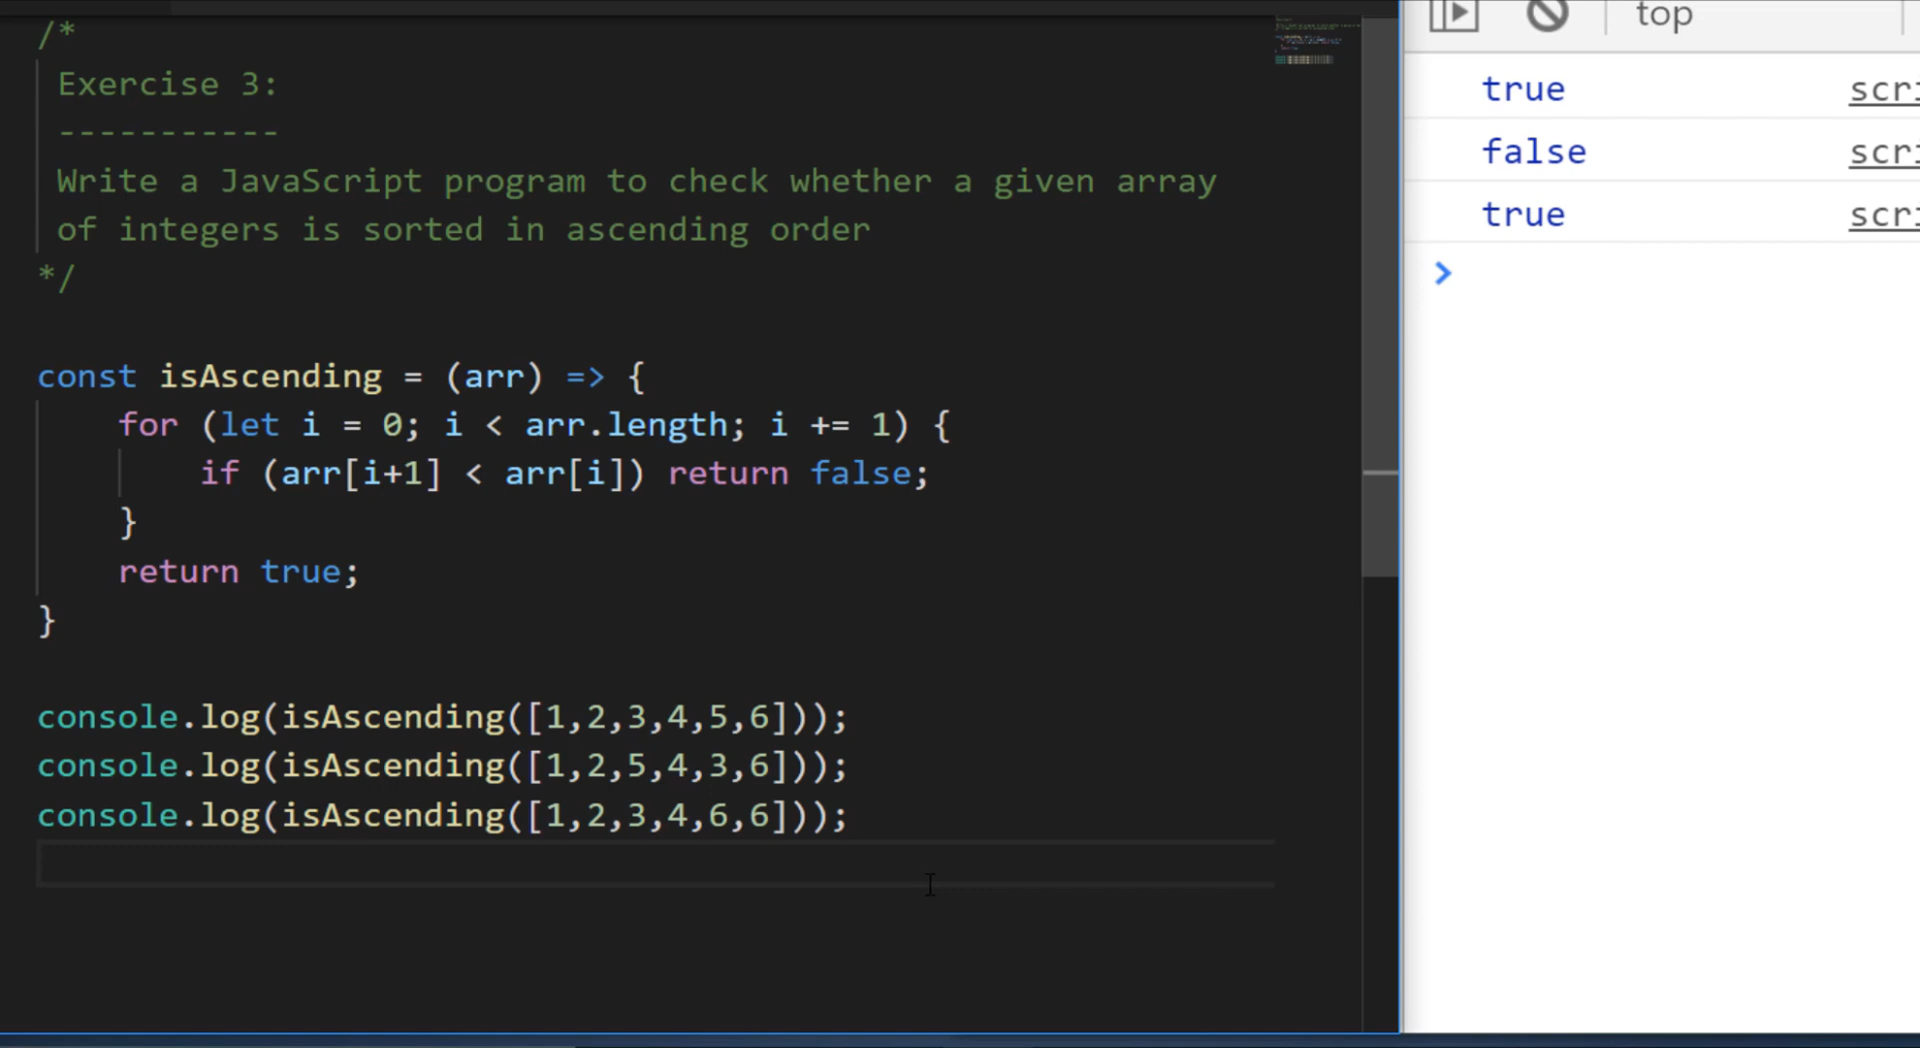 /*
Exercise 3:
-----------
Write a JavaScript program to check whether a given array
of integers is sorted in ascending order
*/
const isAscending = (arr) => {
for (let i = 0; i < arr.length; i += 1) {
if (arr[i+1] < arr[i]) return false;
}
return true;
}
console.log(isAscending([1,2,3,4,5,6]));
console.log(isAscending([1,2,5,4,3,6]));
console.log(isAscending([1,2,3,4,6,6]));
top
true scri
false scri
true scri